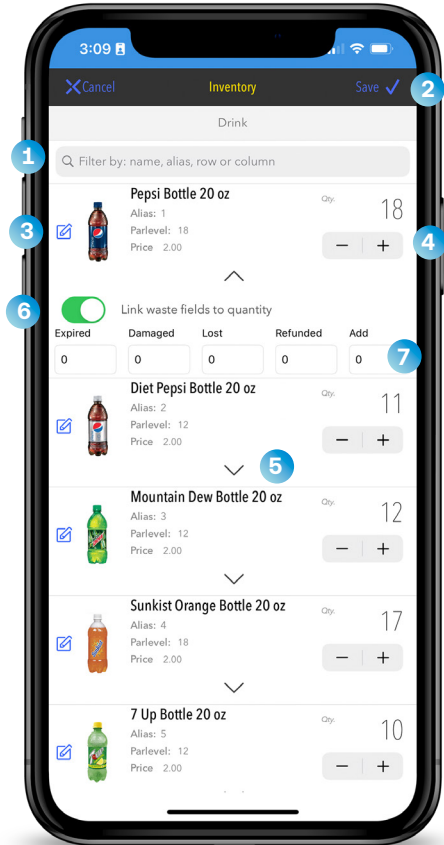 3:09
Cancel
Inventory
Save
2
Drink
1
Filter by: name, alias, row or column
Pepsi Bottle 20 oz
Qty.
18
Alias: 1
3
Parlevel: 18
4
Price 2.00
6
Link waste fields to quantity
Expired Damaged Lost Refunded Add
0 0 0 0 0
7
Diet Pepsi Bottle 20 oz
Qty.
11
Alias: 2
Parlevel: 12
Price 2.00
5
Mountain Dew Bottle 20 oz
Qty.
12
Alias: 3
Parlevel: 12
Price 2.00
Sunkist Orange Bottle 20 oz
Qty.
17
Alias: 4
Parlevel: 18
Price 2.00
7 Up Bottle 20 oz
Qty.
10
Alias: 5
Parlevel: 12
Price 2.00